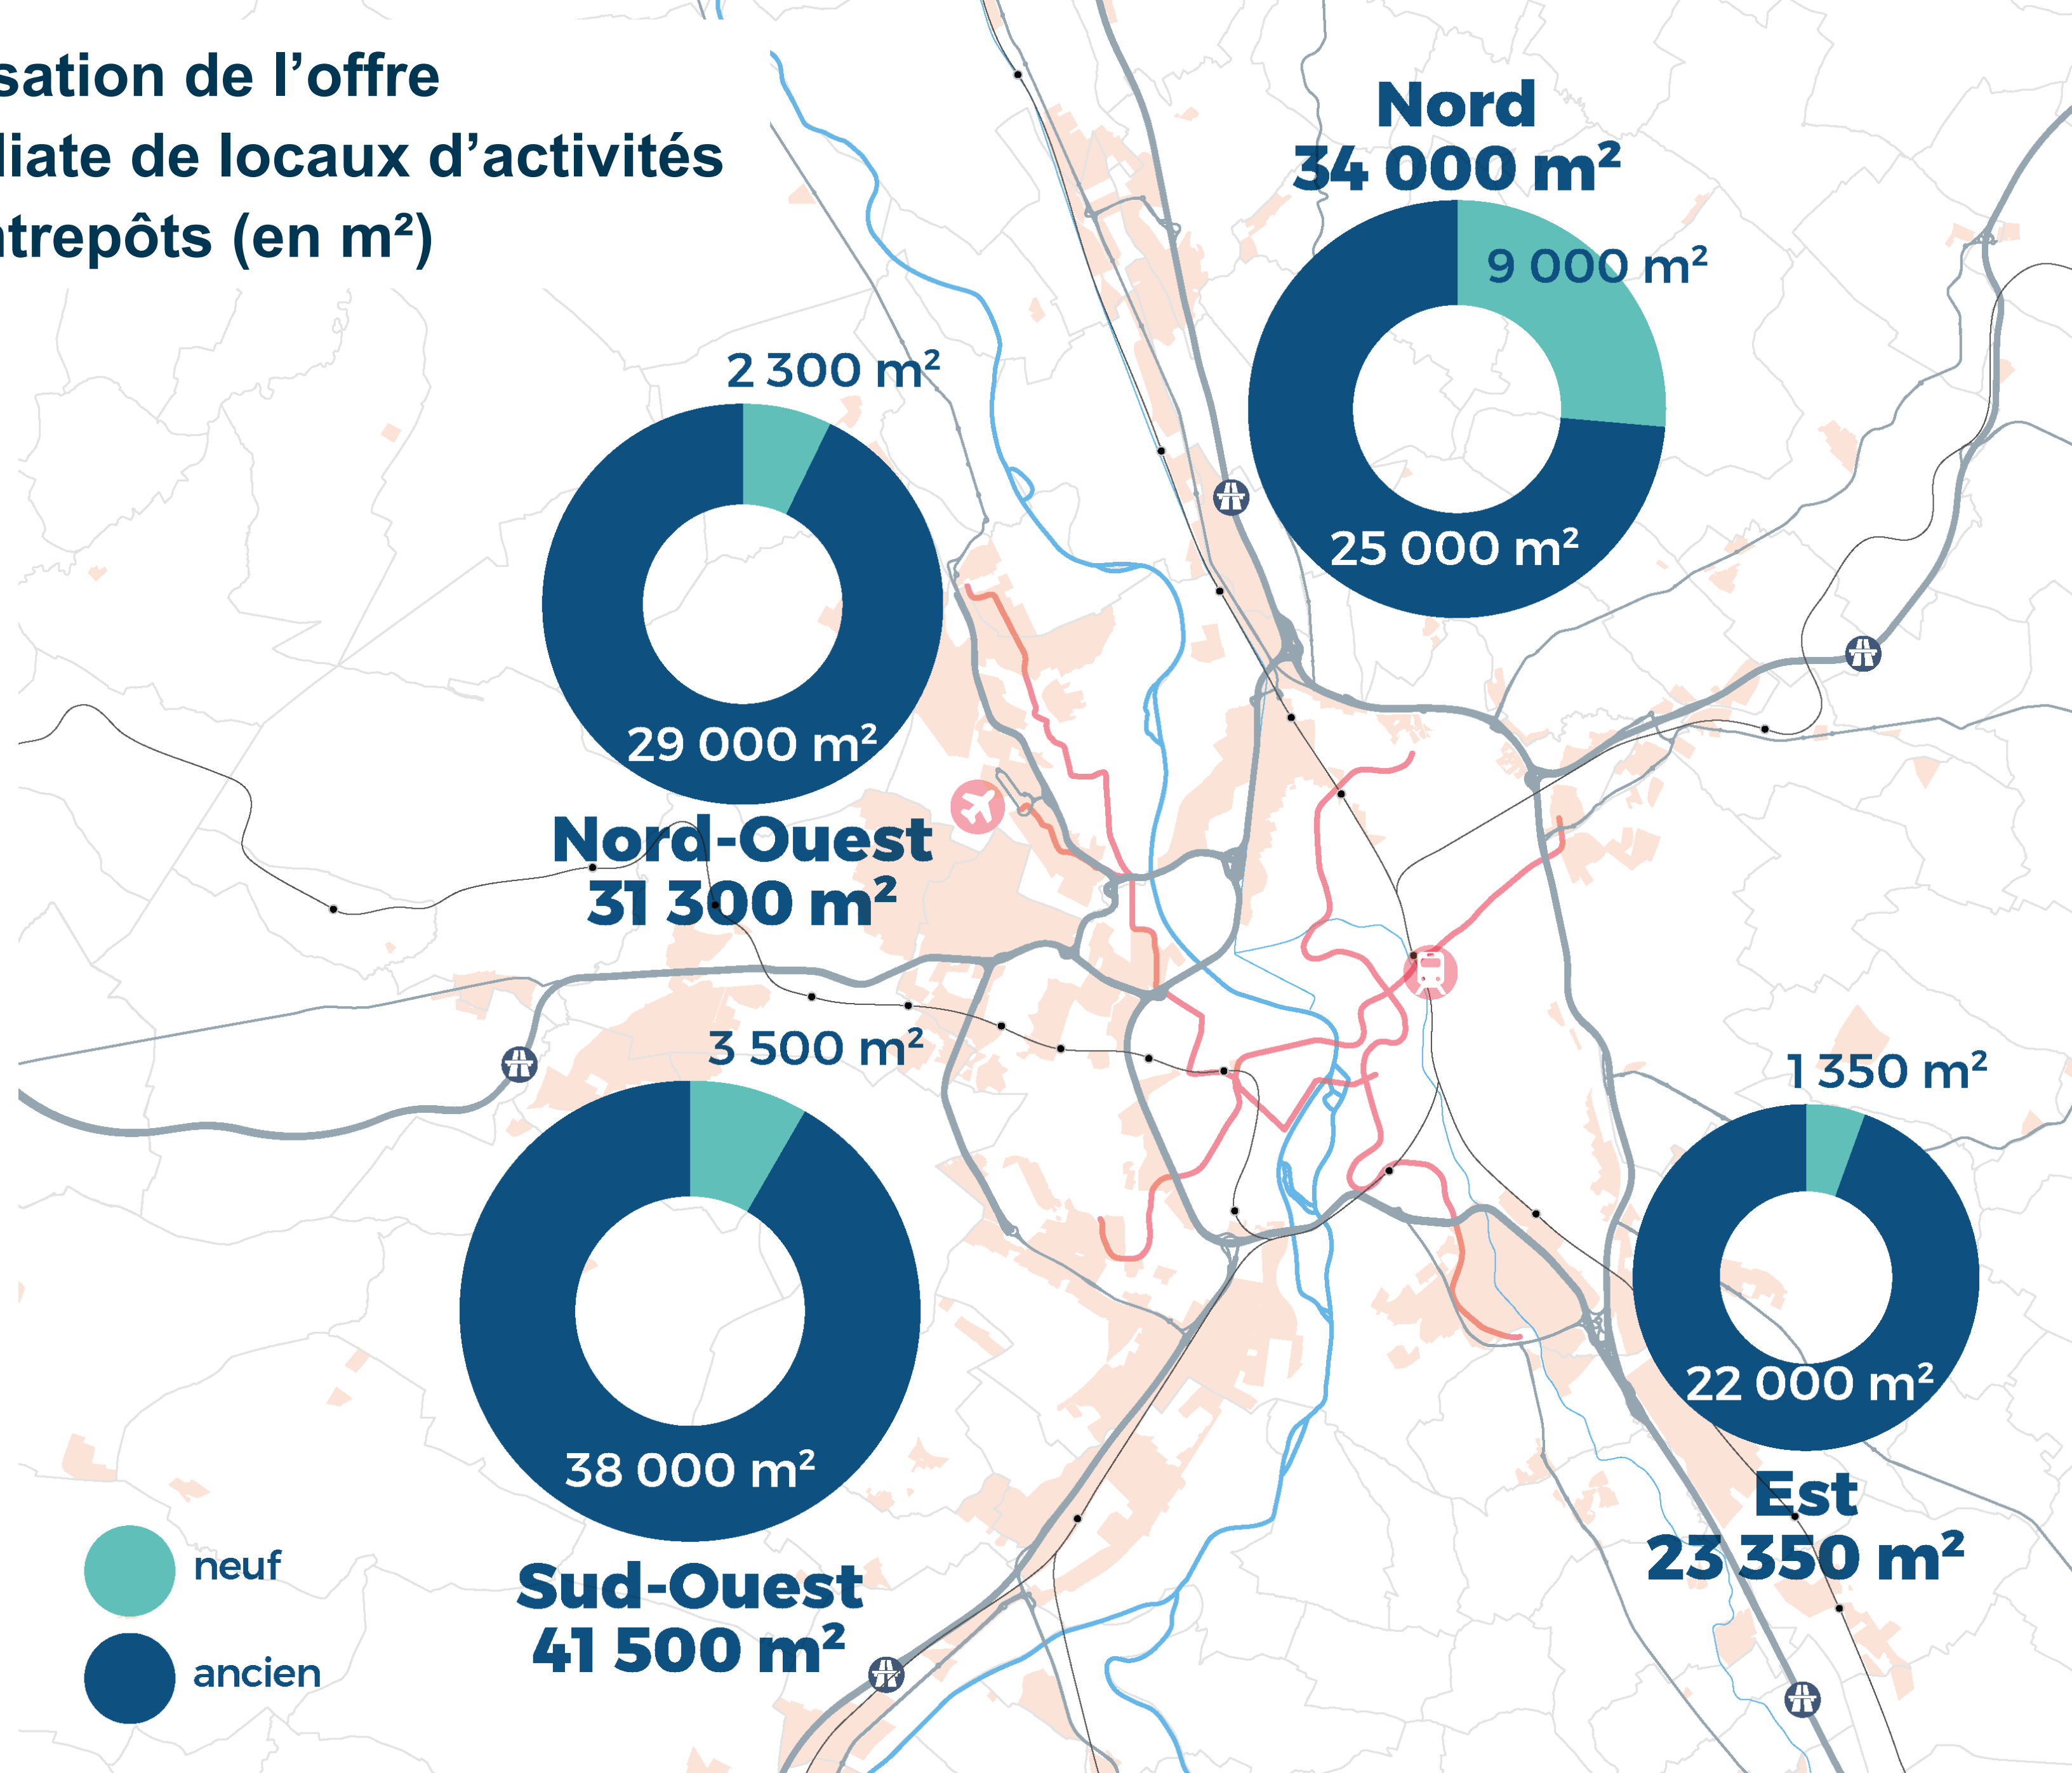 sation de l’offre
liate de locaux d’activités
ntrepôts (en m²)
Nord
34 000 m²
9 000 m²
25 000 m²
2 300 m²
29 000 m²
Nord-Ouest
31 300 m²
3 500 m²
38 000 m²
Sud-Ouest
41 500 m²
1 350 m²
22 000 m²
Est
23 350 m²
neuf
ancien